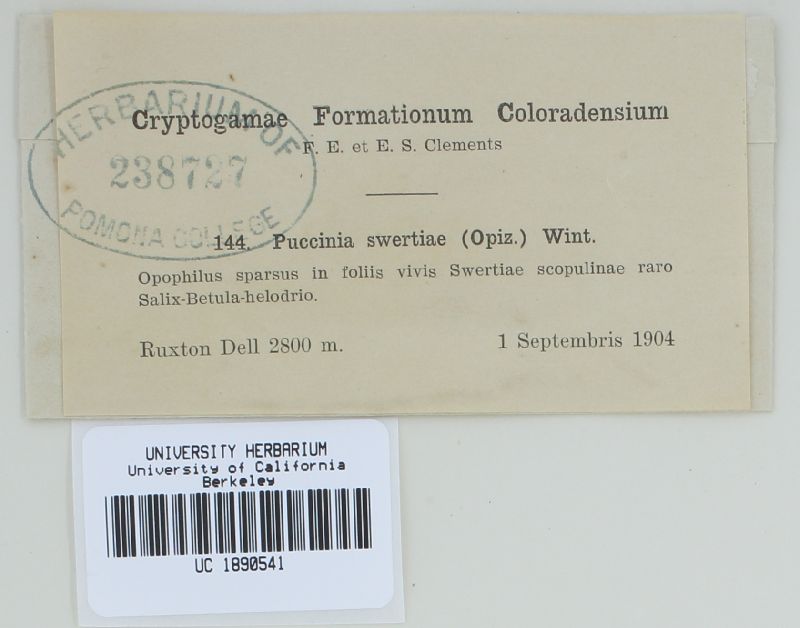 Cryptogamae Formationum Coloradensium
F. E. et E. S. Clements
HERBARIUM OF
238727
POMONA COLLEGE
144. Puccinia swertiae (Opiz.) Wint.
Opophilus sparsus in foliis vivis Swertiae scopulinae raro
Salix-Betula-helodrio.
Ruxton Dell 2800 m. 1 Septembris 1904
UNIVERSITY HERBARIUM
University of California
Berkeley
UC 1890541